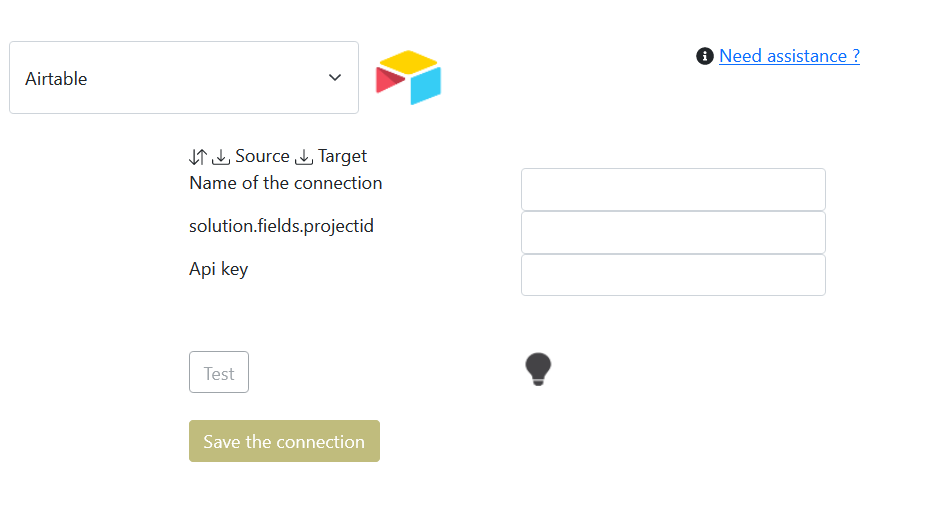 Airtable
Need assistance ?
Source Target
Name of the connection
solution.fields.projectid
Api key
Test
Save the connection